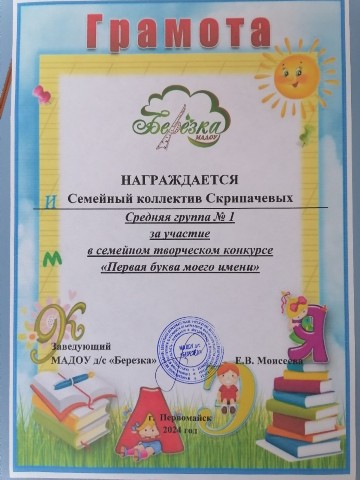 Грамота
Березка
МАДОУ
НАГРАЖДАЕТСЯ
Семейный коллектив Скрипачевых
Средняя группа № 1
за участие
в семейном творческом конкурсе
«Первая буква моего имени»
Заведующий
МАДОУ д/с «Березка»
Е.В. Моисеева
г. Первомайск
2024 год